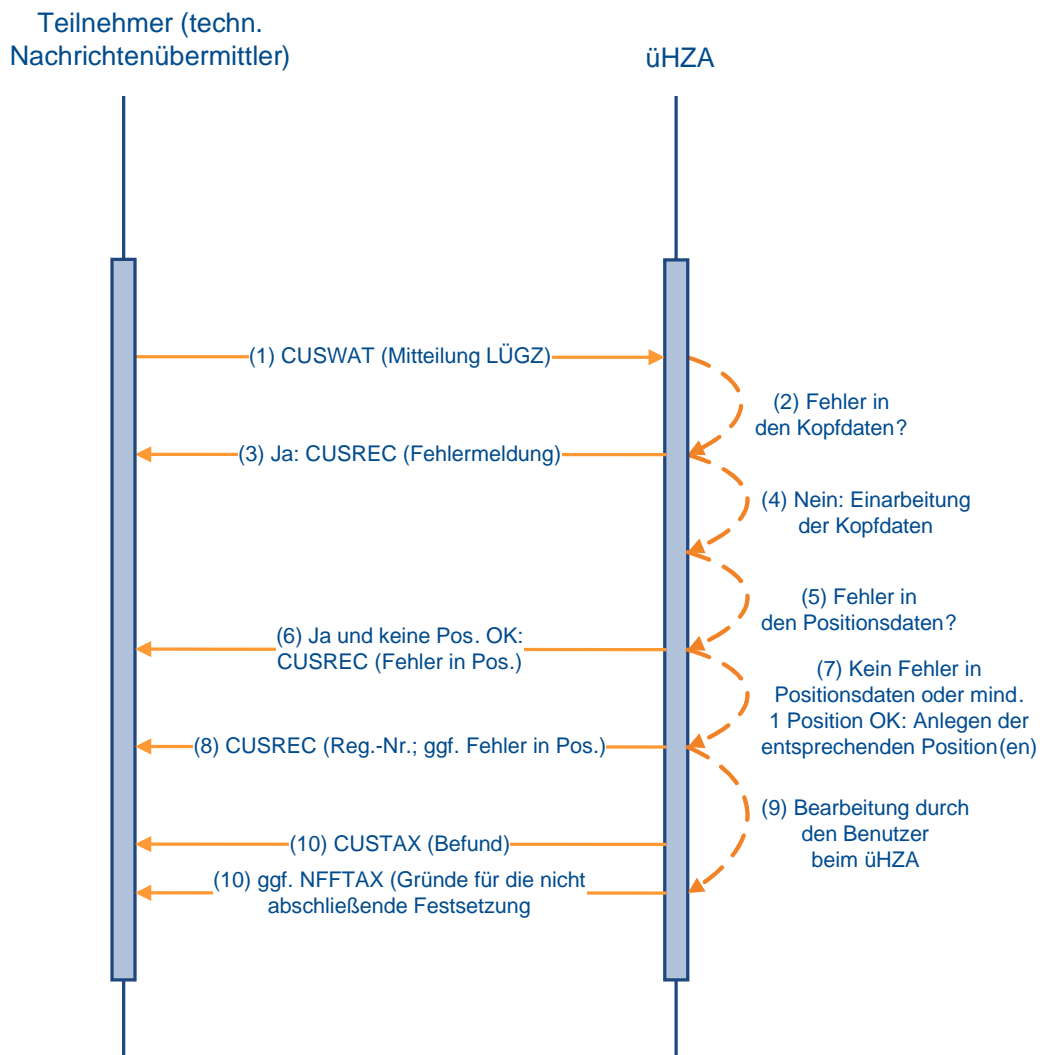 Teilnehmer (techn.
Nachrichtenübermittler)
üHZA
(1) CUSWAT (Mitteilung LÜGZ)
(2) Fehler in
den Kopfdaten?
(3) Ja: CUSREC (Fehlermeldung)
(4) Nein: Einarbeitung
der Kopfdaten
(5) Fehler in
den Positionsdaten?
(6) Ja und keine Pos. OK:
CUSREC (Fehler in Pos.)
(7) Kein Fehler in
Positionsdaten oder mind.
1 Position OK: Anlegen der
entsprechenden Position(en)
(8) CUSREC (Reg.-Nr.; ggf. Fehler in Pos.)
(9) Bearbeitung durch
den Benutzer
beim üHZA
(10) CUSTAX (Befund)
(10) ggf. NFFTAX (Gründe für die nicht
abschließende Festsetzung